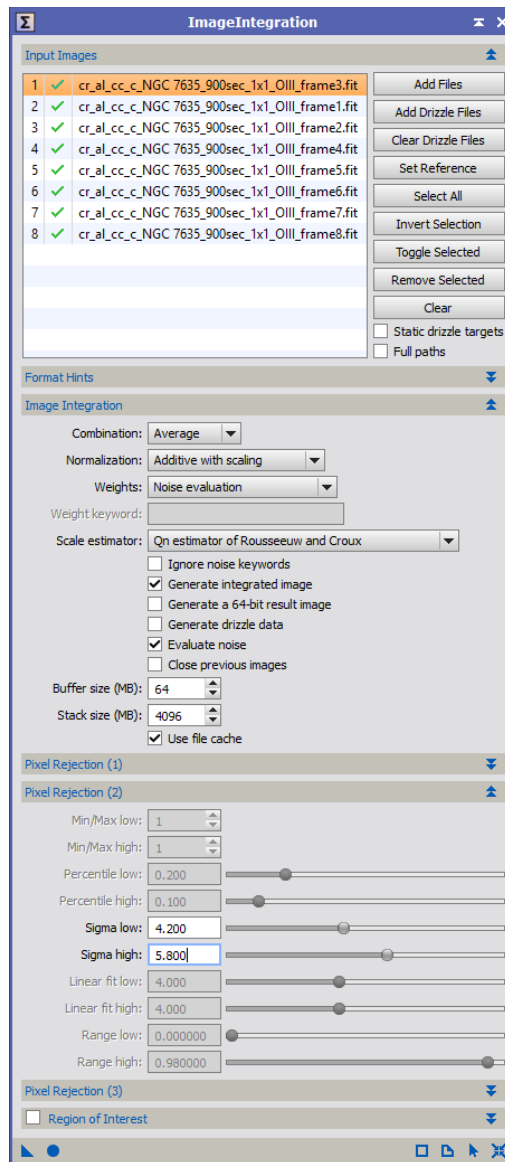 ImageIntegration
Input Images
1 cr_al_cc_c_NGC 7635_900sec_1x1_OIII_frame3.fit
2 cr_al_cc_c_NGC 7635_900sec_1x1_OIII_frame1.fit
3 cr_al_cc_c_NGC 7635_900sec_1x1_OIII_frame2.fit
4 cr_al_cc_c_NGC 7635_900sec_1x1_OIII_frame4.fit
5 cr_al_cc_c_NGC 7635_900sec_1x1_OIII_frame5.fit
6 cr_al_cc_c_NGC 7635_900sec_1x1_OIII_frame6.fit
7 cr_al_cc_c_NGC 7635_900sec_1x1_OIII_frame7.fit
8 cr_al_cc_c_NGC 7635_900sec_1x1_OIII_frame8.fit
Add Files
Add Drizzle Files
Clear Drizzle Files
Set Reference
Select All
Invert Selection
Toggle Selected
Remove Selected
Clear
Static drizzle targets
Full paths
Format Hints
Image Integration
Combination: Average
Normalization: Additive with scaling
Weights: Noise evaluation
Weight keyword:
Scale estimator: Qn estimator of Rousseeuw and Croux
Ignore noise keywords
Generate integrated image
Generate a 64-bit result image
Generate drizzle data
Evaluate noise
Close previous images
Buffer size (MB): 64
Stack size (MB): 4096
Use file cache
Pixel Rejection (1)
Pixel Rejection (2)
Min/Max low: 1
Min/Max high: 1
Percentile low: 0.200
Percentile high: 0.100
Sigma low: 4.200
Sigma high: 5.800
Linear fit low: 4.000
Linear fit high: 4.000
Range low: 0.000000
Range high: 0.980000
Pixel Rejection (3)
Region of Interest